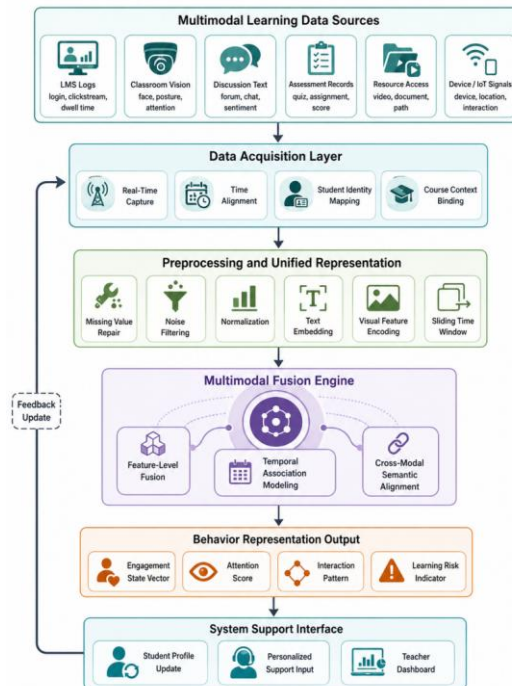 Multimodal Learning Data Sources
LMS Logs
login, clickstream,
dwell time
Classroom Vision
face, posture,
attention
Discussion Text
forum, chat,
sentiment
Assessment Records
quiz, assignment,
score
Resource Access
video, document,
path
Device / IoT Signals
device, location,
interaction
Data Acquisition Layer
Real-Time
Capture
Time
Alignment
Student Identity
Mapping
Course Context
Binding
Preprocessing and Unified Representation
Missing Value
Repair
Noise
Filtering
Normalization
T
Text
Embedding
Visual Feature
Encoding
Sliding Time
Window
Multimodal Fusion Engine
Feedback
Update
Feature-Level
Fusion
Temporal
Association
Modeling
Cross-Modal
Semantic
Alignment
Behavior Representation Output
Engagement
State Vector
Attention
Score
Interaction
Pattern
Learning Risk
Indicator
System Support Interface
Student Profile
Update
Personalized
Support Input
Teacher
Dashboard